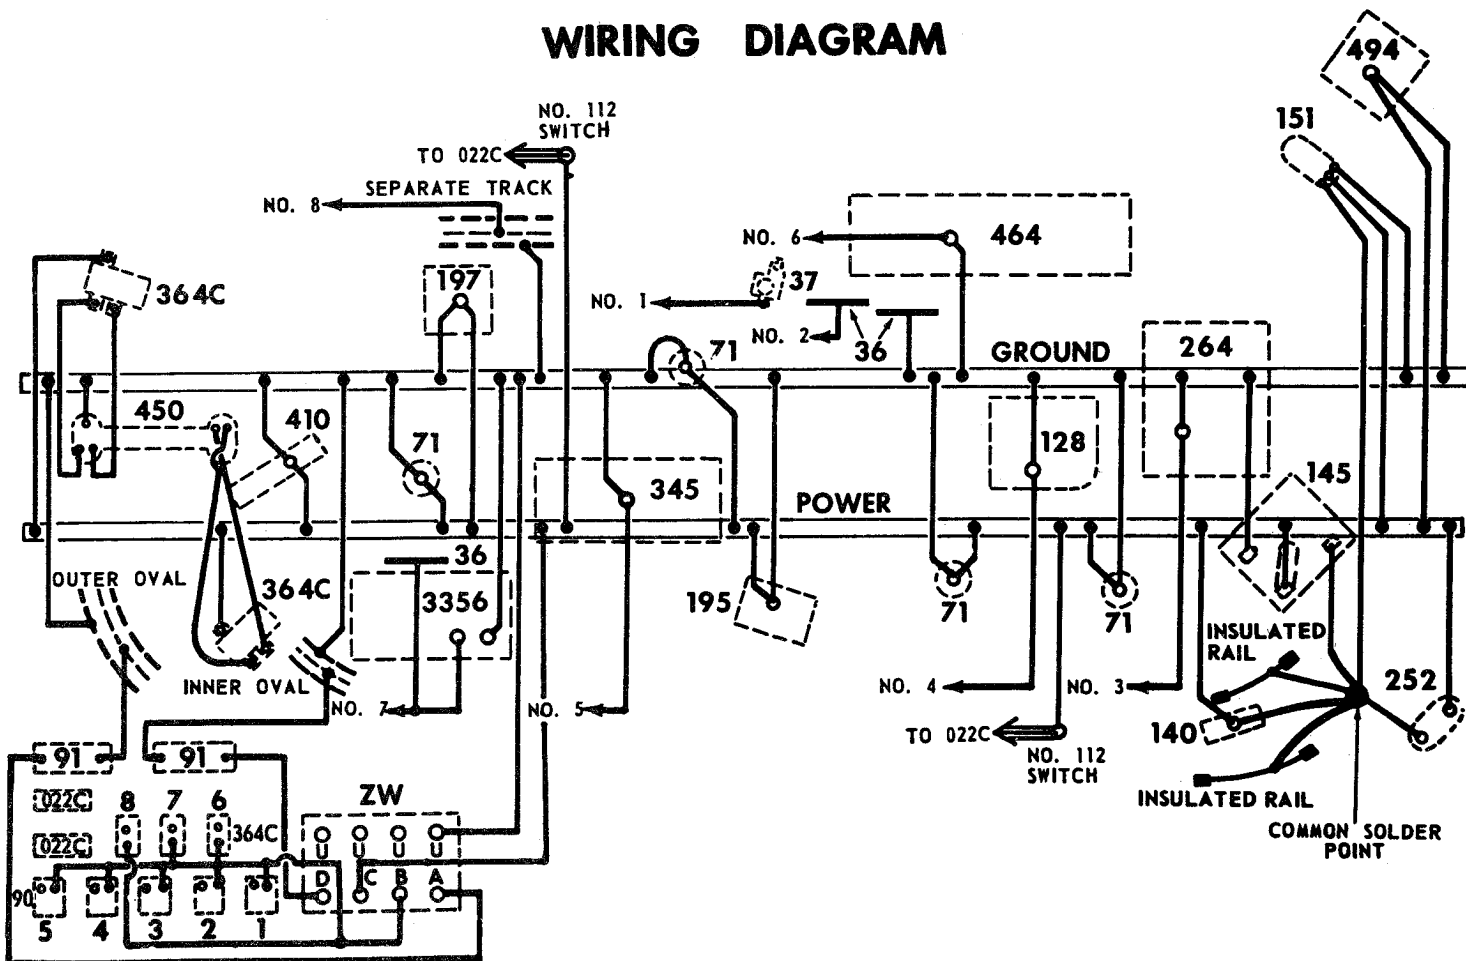 WIRING DIAGRAM
494
NO. 112
SWITCH
151
TO 022C
SEPARATE TRACK
NO. 8
464
NO. 6
197
37
364C
NO. 1
NO. 2
36
71
GROUND
264
450
410
71
128
145
345
POWER
36
OUTER OVAL
364C
3356
195
71
71
INSULATED
RAIL
INNER OVAL
NO. 4
NO. 3
252
NO. 7
NO. 5
TO 022C
140
91
91
NO. 112
SWITCH
ZW
022C
8
7
6
INSULATED RAIL
364C
COMMON SOLDER
POINT
022C
U
U
U
U
D
C
B
A
90
5
4
3
2
1